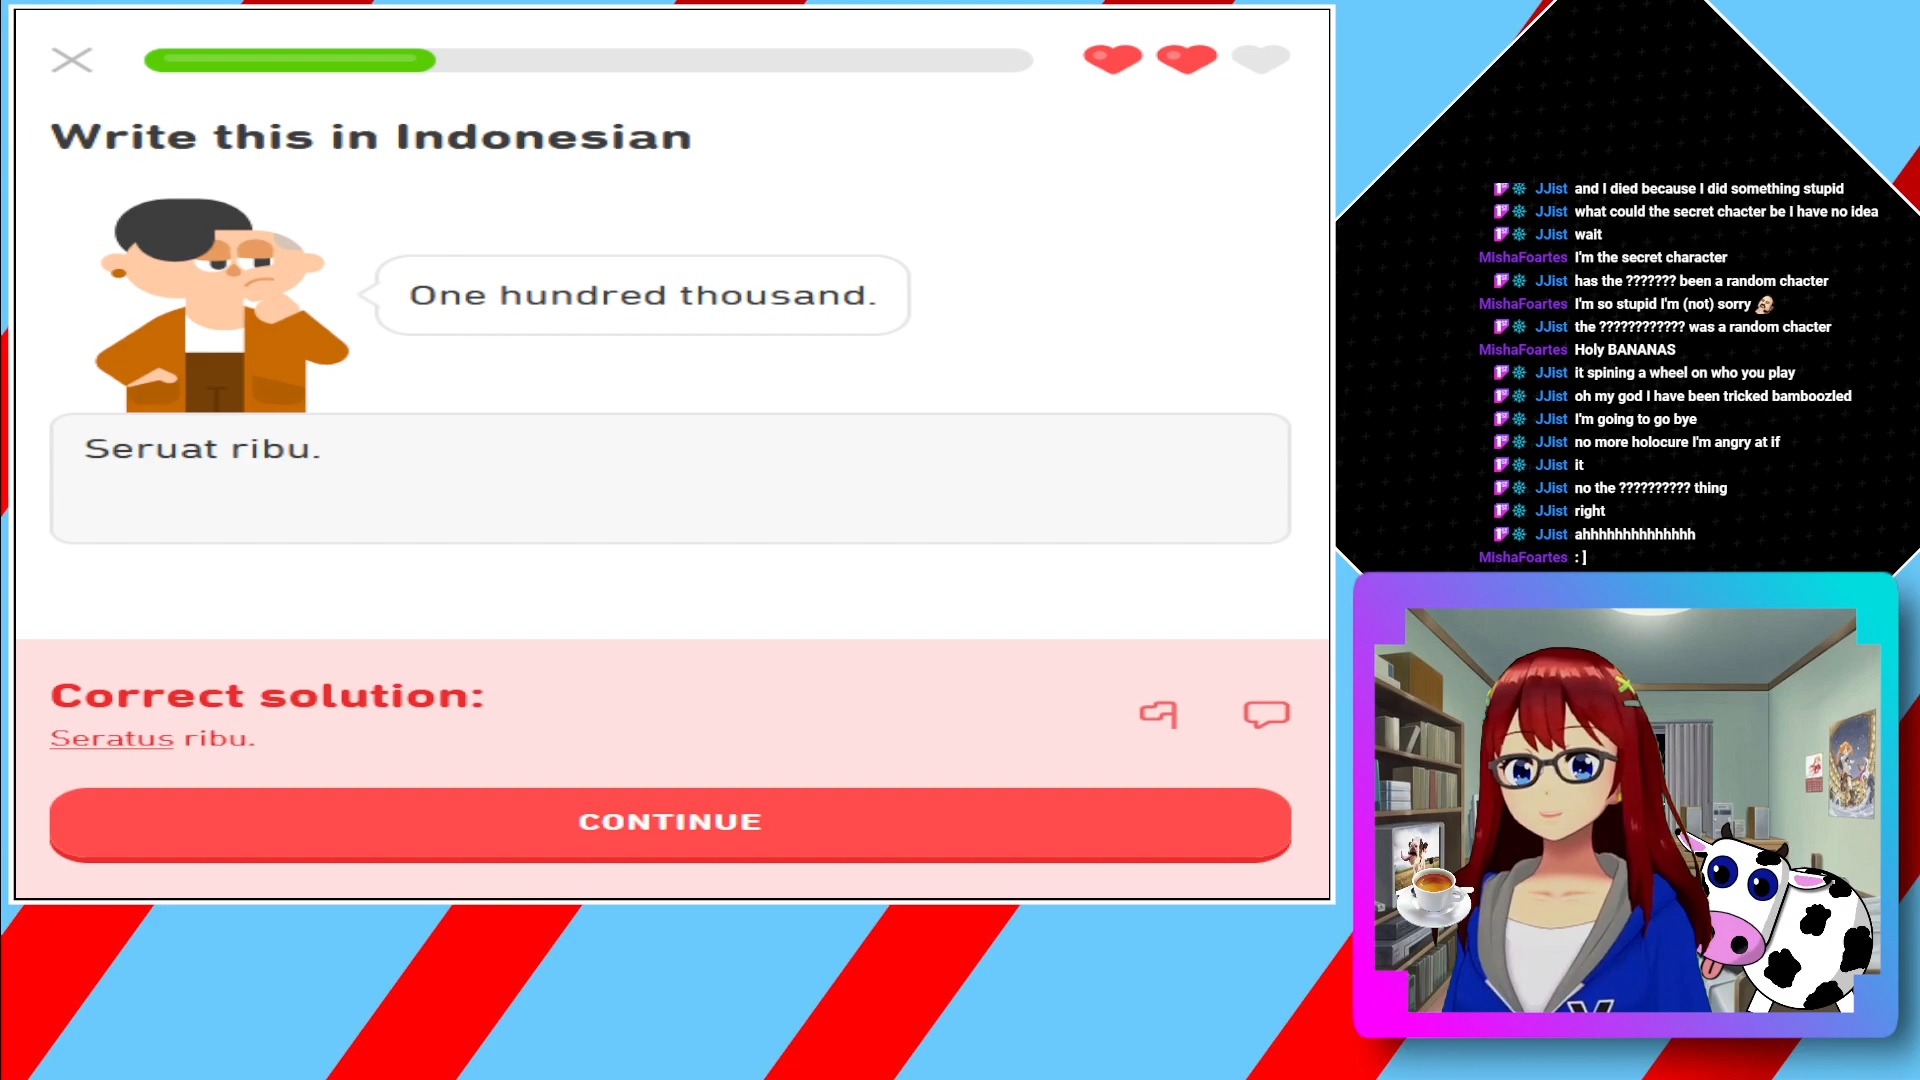 Write this in Indonesian
One hundred thousand.
Seruat ribu.
Correct solution:
Seratus ribu.
CONTINUE
JJist and I died because I did something stupid
JJist what could the secret chacter be I have no idea
JJist wait
MishaFoartes I'm the secret character
JJist has the ??????? been a random chacter
MishaFoartes I'm so stupid I'm (not) sorry
JJist the ???????????? was a random chacter
MishaFoartes Holy BANANAS
JJist it spining a wheel on who you play
JJist oh my god I have been tricked bamboozled
JJist I'm going to go bye
JJist no more holocure I'm angry at if
JJist it
JJist no the ?????????? thing
JJist right
JJist ahhhhhhhhhhhhhh
MishaFoartes : ]